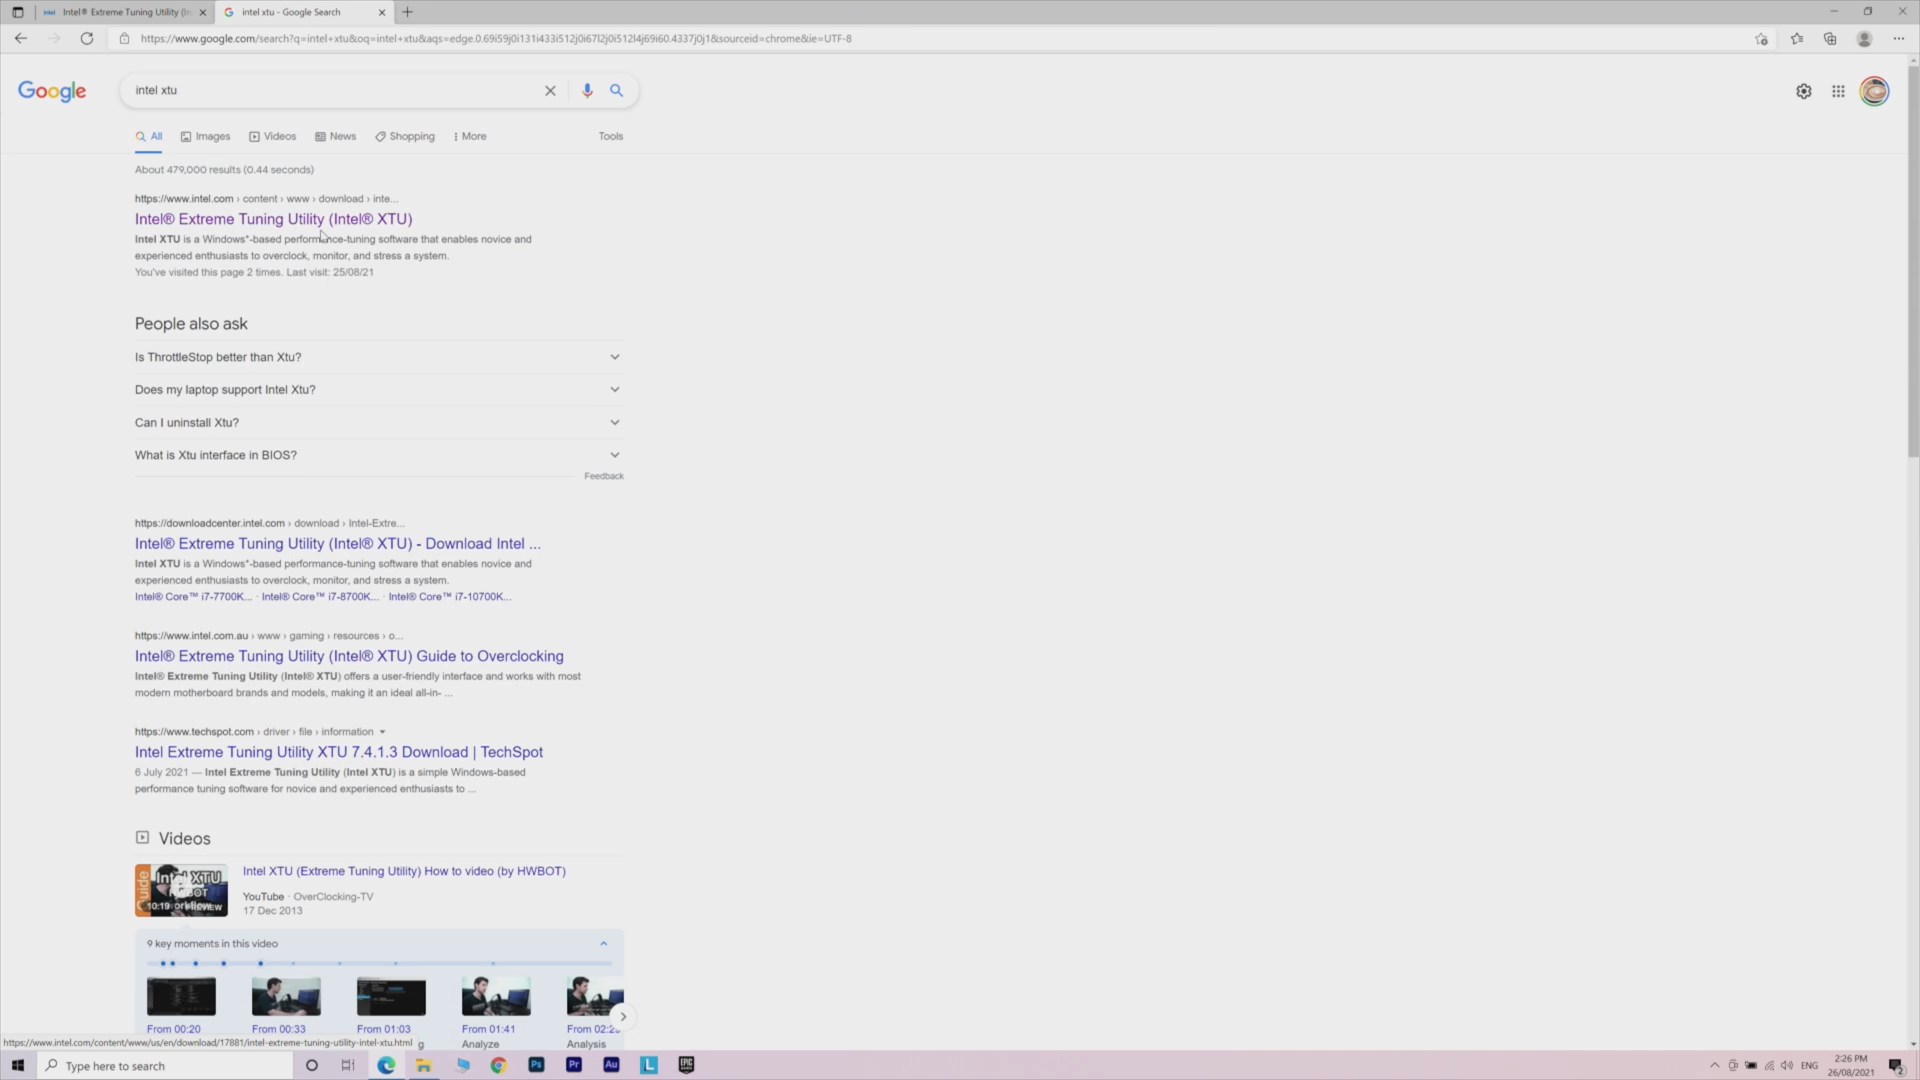 Intel® Extreme Tuning Utility (In
intel xtu - Google Search
https://www.google.com/search?q=intel+xtu&oq=intel+xtu&aqs=edge.0.69i59j0i131i433i512j0i67l2j0i512l4j69i60.4337j0j1&sourceid=chrome&ie=UTF-8
Google
intel xtu
All
Images
Videos
News
Shopping
More
Tools
About 479,000 results (0.44 seconds)
https://www.intel.com › content › www › download › inte...
Intel® Extreme Tuning Utility (Intel® XTU)
Intel XTU is a Windows*-based performance-tuning software that enables novice and
experienced enthusiasts to overclock, monitor, and stress a system.
You've visited this page 2 times. Last visit: 25/08/21
People also ask
Is ThrottleStop better than Xtu?
Does my laptop support Intel Xtu?
Can I uninstall Xtu?
What is Xtu interface in BIOS?
Feedback
https://downloadcenter.intel.com › download › Intel-Extre...
Intel® Extreme Tuning Utility (Intel® XTU) - Download Intel ...
Intel XTU is a Windows*-based performance-tuning software that enables novice and
experienced enthusiasts to overclock, monitor, and stress a system.
Intel® Core™ i7-7700K... · Intel® Core™ i7-8700K... · Intel® Core™ i7-10700K...
https://www.intel.com.au › www › gaming › resources › o...
Intel® Extreme Tuning Utility (Intel® XTU) Guide to Overclocking
Intel® Extreme Tuning Utility (Intel® XTU) offers a user-friendly interface and works with most
modern motherboard brands and models, making it an ideal all-in- ...
https://www.techspot.com › driver › file › information
Intel Extreme Tuning Utility XTU 7.4.1.3 Download | TechSpot
6 July 2021 — Intel Extreme Tuning Utility (Intel XTU) is a simple Windows-based
performance tuning software for novice and experienced enthusiasts to ...
Videos
Guide
Intel XTU
10:19
PREVIEW
Intel XTU (Extreme Tuning Utility) How to video (by HWBOT)
YouTube · OverClocking-TV
17 Dec 2013
9 key moments in this video
From 00:20
From 00:33
From 01:03
From 01:41
From 02:2
g
Analyze
Analysis
https://www.intel.com/content/www/us/en/download/17881/intel-extreme-tuning-utility-intel-xtu.html
Type here to search
Ps
Pr
Au
L
EPIC
ENG
2:26 PM
26/08/2021
2